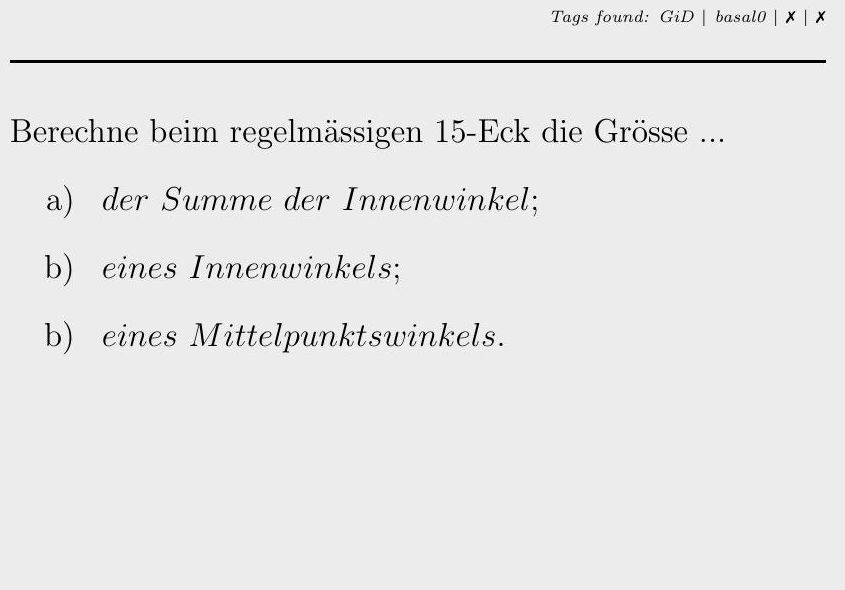 Tags found: GiD | basal0 | ✗ | ✗
Berechne beim regelmässigen 15-Eck die Grösse ...
a) der Summe der Innenwinkel;
b) eines Innenwinkels;
b) eines Mittelpunktswinkels.